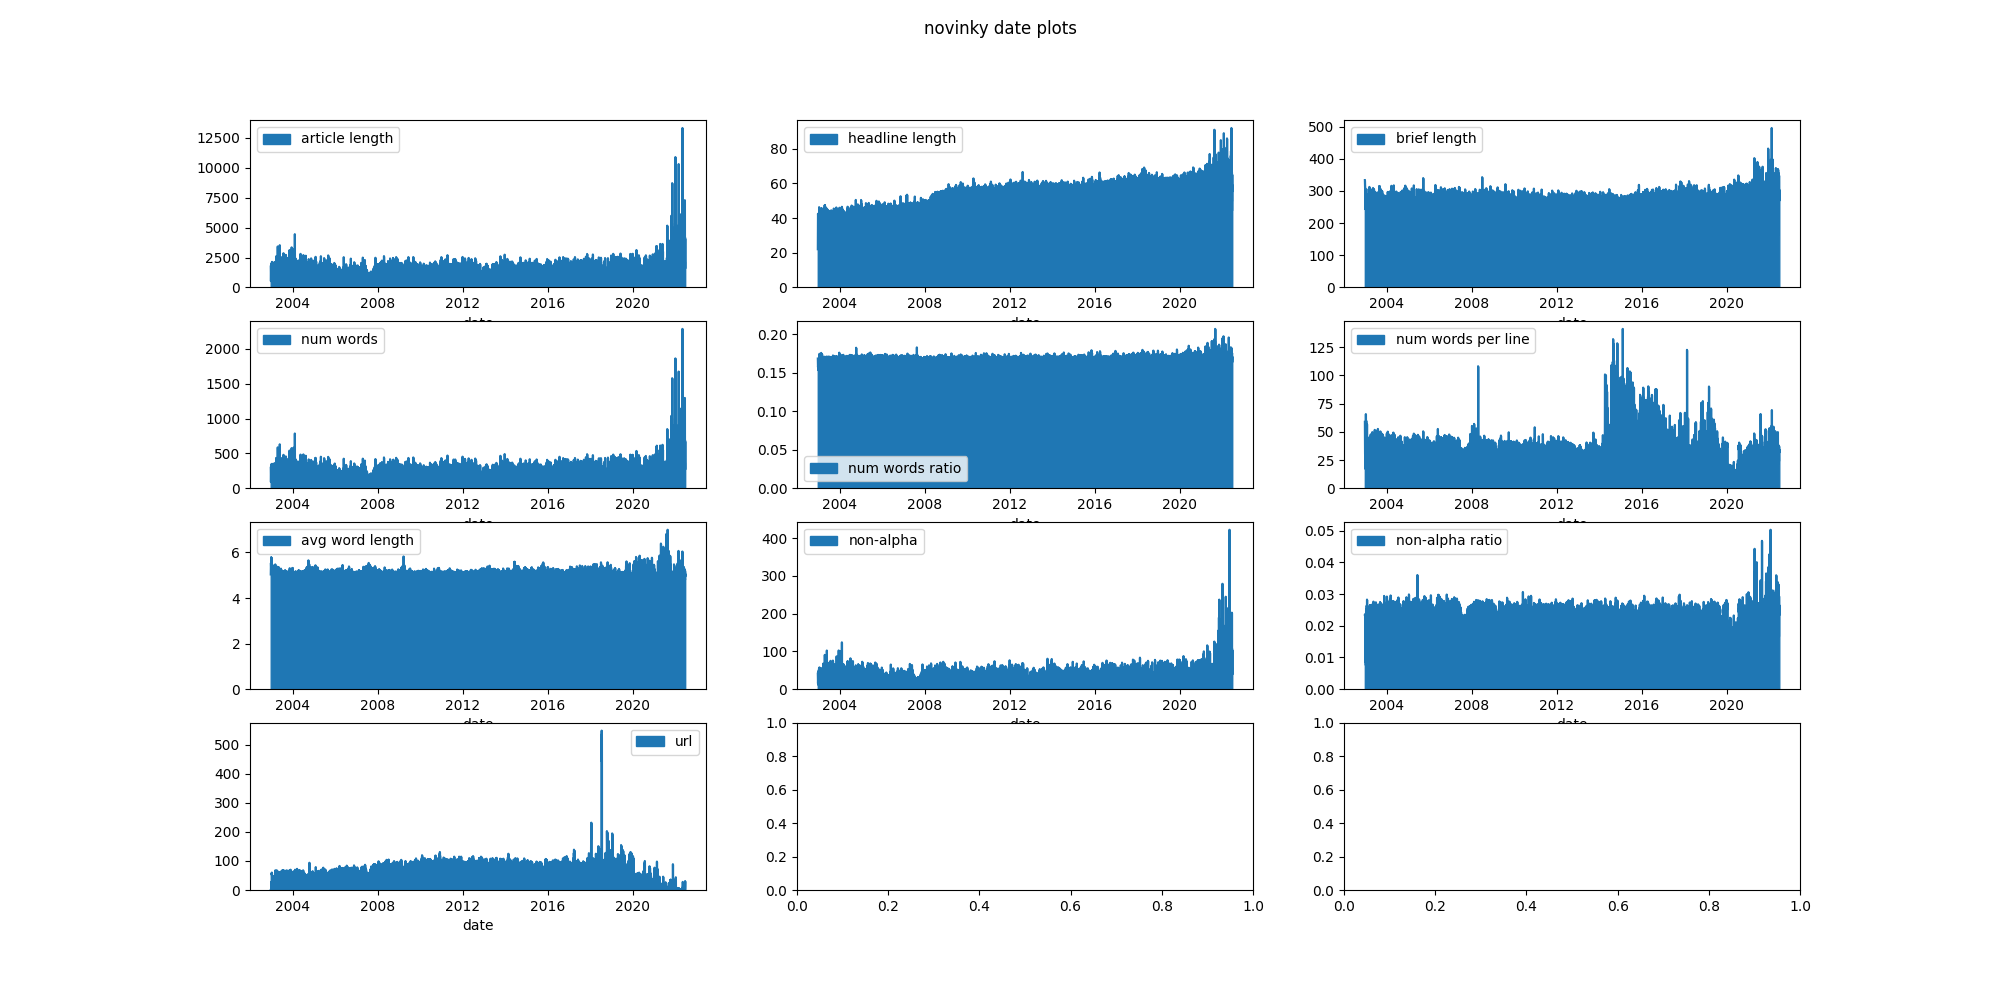 novinky date plots
article length
12500
10000
7500
5000
2500
0
2004 2008 2012 2016 2020
date
headline length
80
60
40
20
0
2004 2008 2012 2016 2020
date
brief length
500
400
300
200
100
0
2004 2008 2012 2016 2020
date
num words
2000
1500
1000
500
0
2004 2008 2012 2016 2020
date
0.20
0.15
0.10
0.05
0.00
num words ratio
2004 2008 2012 2016 2020
date
num words per line
125
100
75
50
25
0
2004 2008 2012 2016 2020
date
avg word length
6
4
2
0
2004 2008 2012 2016 2020
date
non-alpha
400
300
200
100
0
2004 2008 2012 2016 2020
date
non-alpha ratio
0.05
0.04
0.03
0.02
0.01
0.00
2004 2008 2012 2016 2020
date
url
500
400
300
200
100
0
2004 2008 2012 2016 2020
date
1.0
0.8
0.6
0.4
0.2
0.0
0.0 0.2 0.4 0.6 0.8 1.0
1.0
0.8
0.6
0.4
0.2
0.0
0.0 0.2 0.4 0.6 0.8 1.0